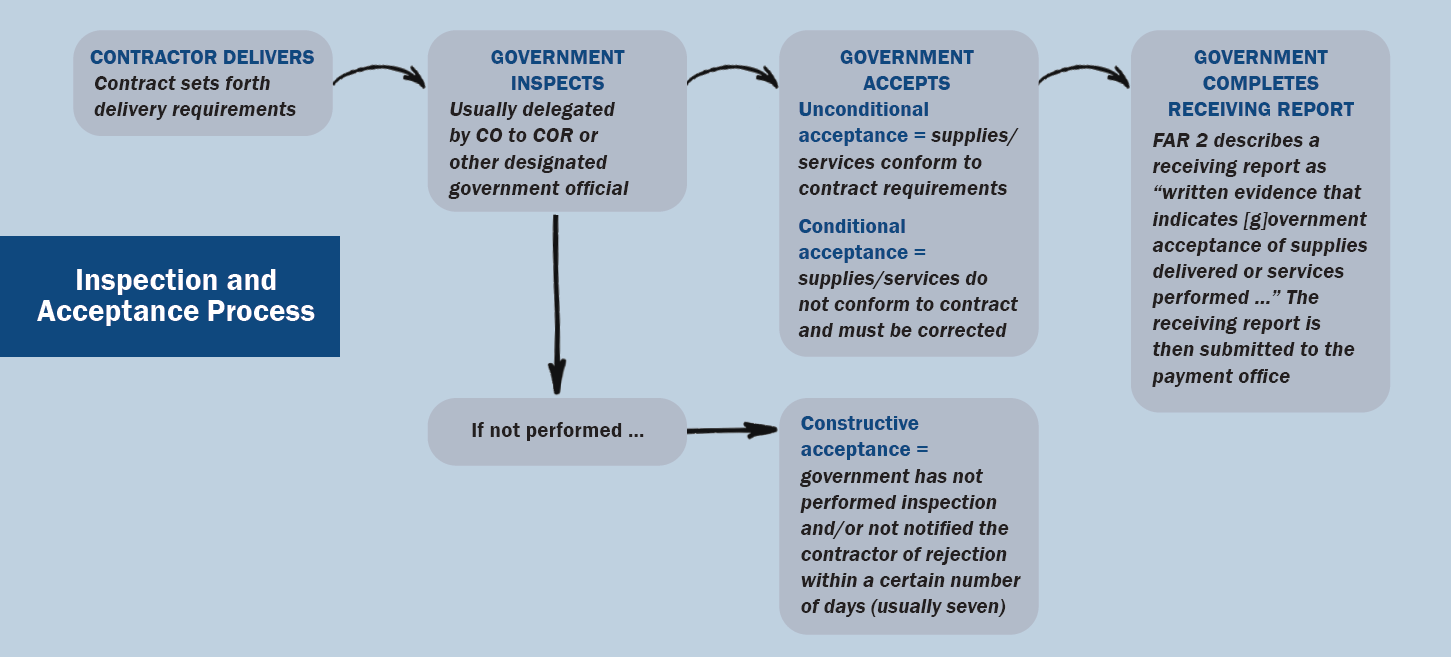 CONTRACTOR DELIVERS
Contract sets forth
delivery requirements
GOVERNMENT
INSPECTS
Usually delegated
by CO to COR or
other designated
government official
GOVERNMENT
ACCEPTS
Unconditional
acceptance = supplies/
services conform to
contract requirements
Conditional
acceptance =
supplies/services do
not conform to contract
and must be corrected
GOVERNMENT
COMPLETES
RECEIVING REPORT
FAR 2 describes a
receiving report as
“written evidence that
indicates [g]overnment
acceptance of supplies
delivered or services
performed ...” The
receiving report is
then submitted to the
payment office
Inspection and
Acceptance Process
If not performed ...
Constructive
acceptance =
government has not
performed inspection
and/or not notified the
contractor of rejection
within a certain number
of days (usually seven)